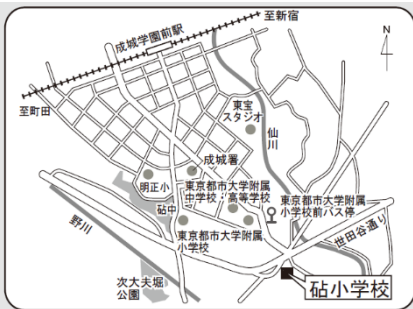 至新宿
成城学園前駅
N
至町田
東宝
スタジオ
仙川
成城署
明正小
東京都市大学附属
中学校・高等学校
砧中
東京都市大学附属
小学校前バス停
世田谷通り
野川
東京都市大学附属
小学校
次大夫堀
公園
砧小学校